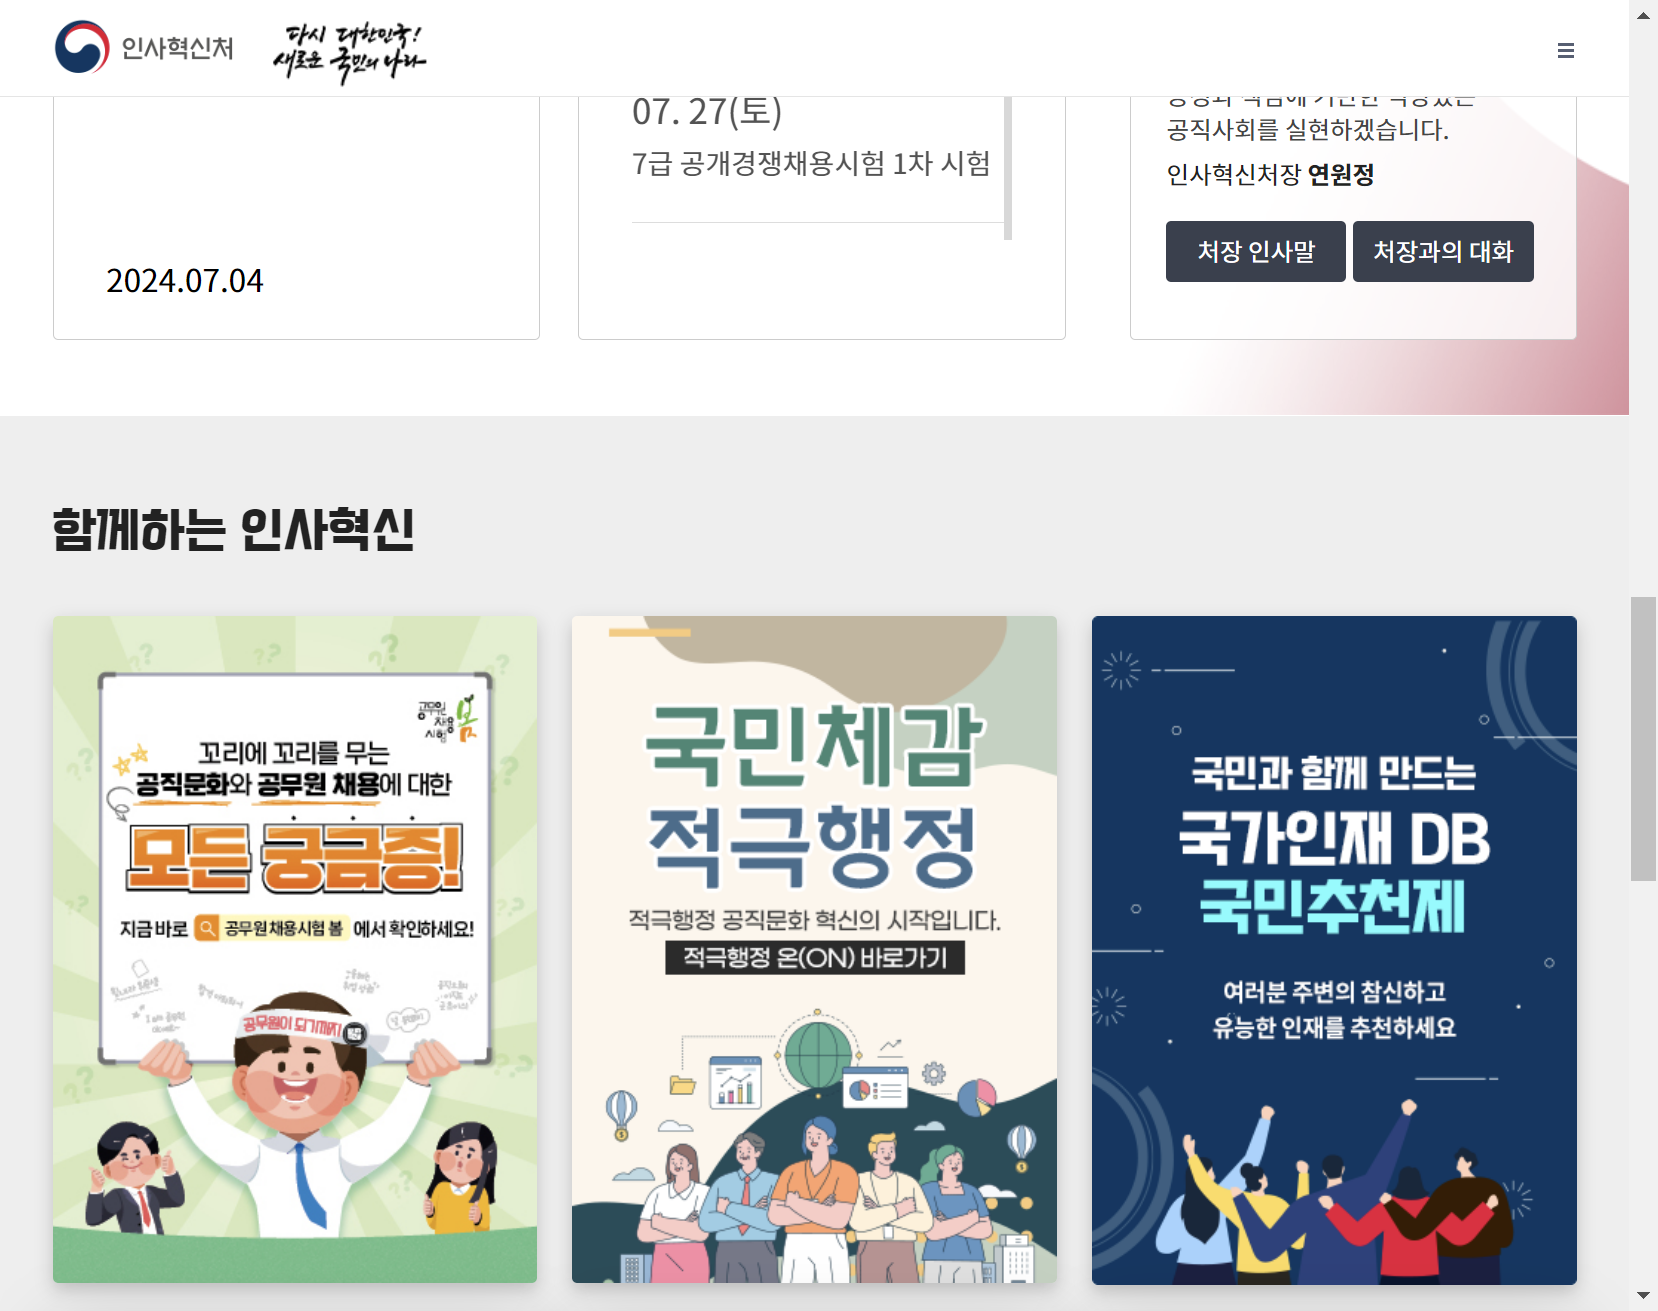 인사혁신처
다시 대한민국!
새로운 국민의 나라
2024.07.04
07. 27(토)
7급 공개경쟁채용시험 1차 시험
공직사회를 실현하겠습니다.
인사혁신처장 연원정
처장 인사말
처장과의 대화
함께하는 인사혁신
공무원
채용
시험
봄
꼬리에 꼬리를 무는
공직문화와 공무원 채용에 대한
모든 궁금증!
지금 바로 공무원채용시험 봄 에서 확인하세요!
공무원이 되기까지
국민체감
적극행정
적극행정 공직문화 혁신의 시작입니다.
적극행정 온(ON) 바로가기
국민과 함께 만드는
국가인재 DB
국민추천제
여러분 주변의 참신하고
유능한 인재를 추천하세요